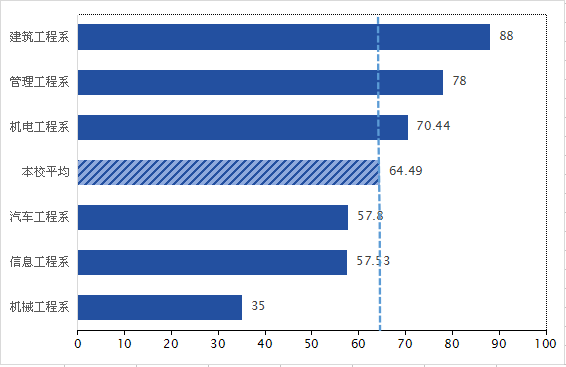 建筑工程系 88
管理工程系 78
机电工程系 70.44
本校平均 64.49
汽车工程系 57.8
信息工程系 57.53
机械工程系 35
0 10 20 30 40 50 60 70 80 90 100